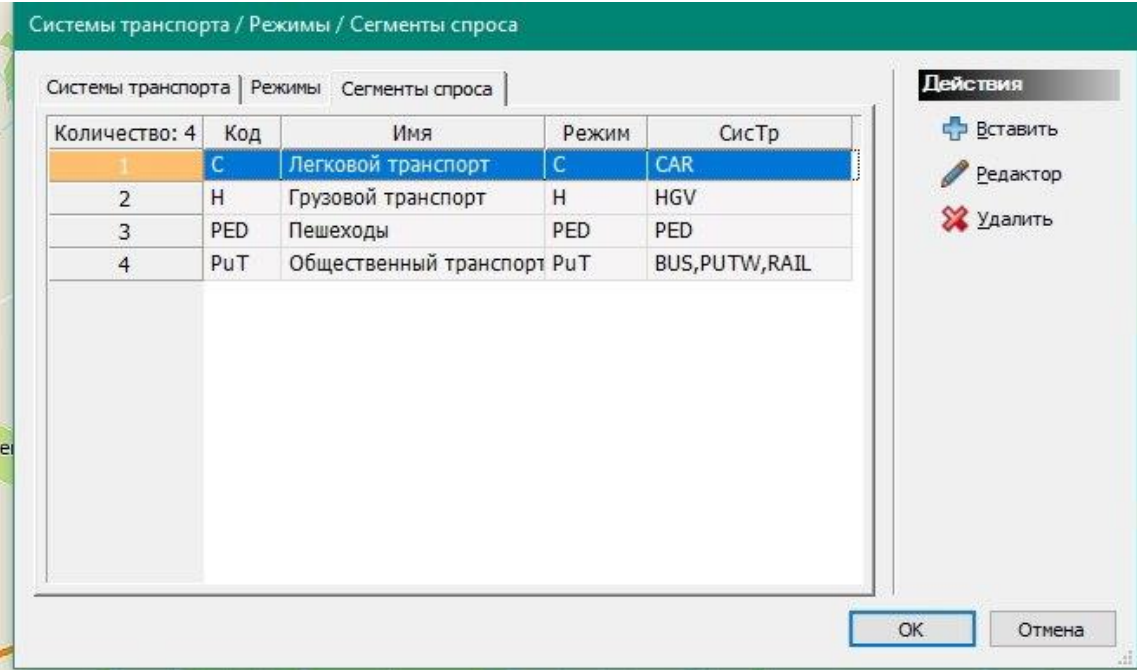 Системы транспорта / Режимы / Сегменты спроса
Системы транспорта Режимы Сегменты спроса
Количество: 4 Код Имя Режим СисТр
1 C Легковой транспорт C CAR
2 H Грузовой транспорт H HGV
3 PED Пешеходы PED PED
4 PuT Общественный транспорт PuT BUS,PUTW,RAIL
Действия
Вставить
Редактор
Удалить
OK Отмена